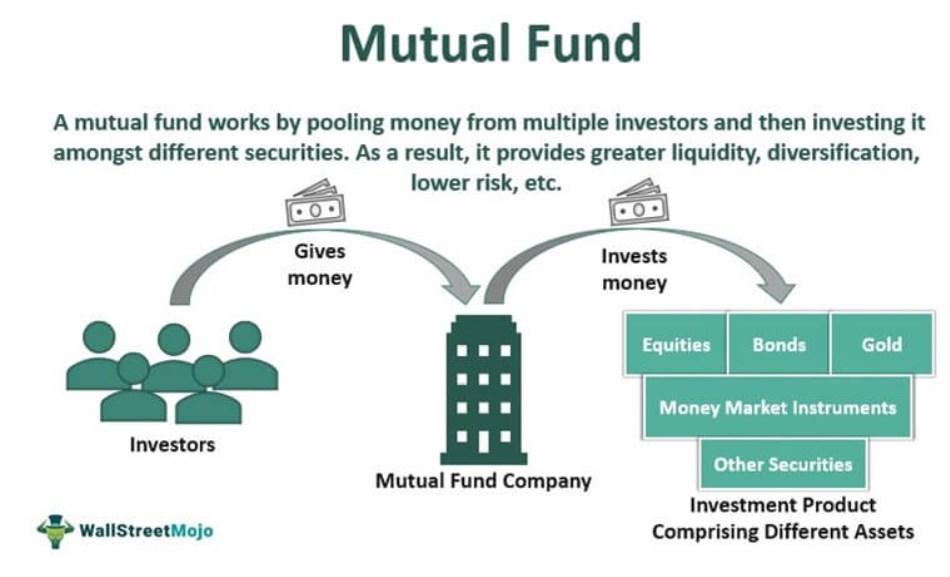 Mutual Fund
A mutual fund works by pooling money from multiple investors and then investing it
amongst different securities. As a result, it provides greater liquidity, diversification,
lower risk, etc.
Gives
money
Invests
money
Equities
Bonds
Gold
Money Market Instruments
Other Securities
Investors
Mutual Fund Company
Investment Product
Comprising Different Assets
WallStreetMojo